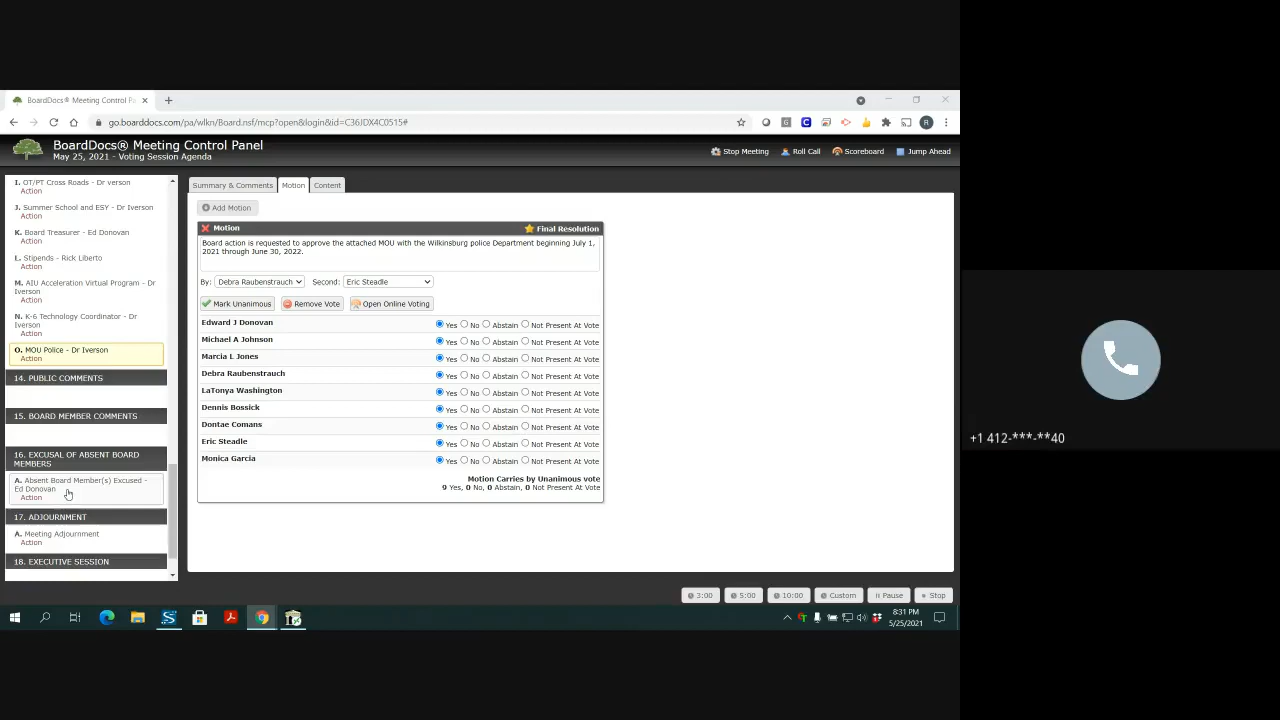 BoardDocs® Meeting Control Pa
go.boarddocs.com/pa/wlkn/Board.nsf/mcp?open&login&id=C36JDX4C0515#
BoardDocs® Meeting Control Panel
May 25, 2021 - Voting Session Agenda
Stop Meeting Roll Call Scoreboard Jump Ahead
I. OT/PT Cross Roads - Dr verson
Action
J. Summer School and ESY - Dr Iverson
Action
K. Board Treasurer - Ed Donovan
Action
L. Stipends - Rick Liberto
Action
M. AIU Acceleration Virtual Program - Dr
Iverson
Action
N. K-6 Technology Coordinator - Dr
Iverson
Action
O. MOU Police - Dr Iverson
Action
14. PUBLIC COMMENTS
15. BOARD MEMBER COMMENTS
16. EXCUSAL OF ABSENT BOARD
MEMBERS
A. Absent Board Member(s) Excused -
Ed Donovan
Action
17. ADJOURNMENT
A. Meeting Adjournment
Action
18. EXECUTIVE SESSION
Summary & Comments Motion Content
Add Motion
Motion Final Resolution
Board action is requested to approve the attached MOU with the Wilkinsburg police Department beginning July 1,
2021 through June 30, 2022.
By: Debra Raubenstrauch Second: Eric Steadle
Mark Unanimous Remove Vote Open Online Voting
Edward J Donovan Yes No Abstain Not Present At Vote
Michael A Johnson Yes No Abstain Not Present At Vote
Marcia L Jones Yes No Abstain Not Present At Vote
Debra Raubenstrauch Yes No Abstain Not Present At Vote
LaTonya Washington Yes No Abstain Not Present At Vote
Dennis Bossick Yes No Abstain Not Present At Vote
Dontae Comans Yes No Abstain Not Present At Vote
Eric Steadle Yes No Abstain Not Present At Vote
Monica Garcia Yes No Abstain Not Present At Vote
Motion Carries by Unanimous vote
9 Yes, 0 No, 0 Abstain, 0 Not Present At Vote
3:00 5:00 10:00 Custom Pause Stop
8:31 PM
5/25/2021
+1 412-***-**40